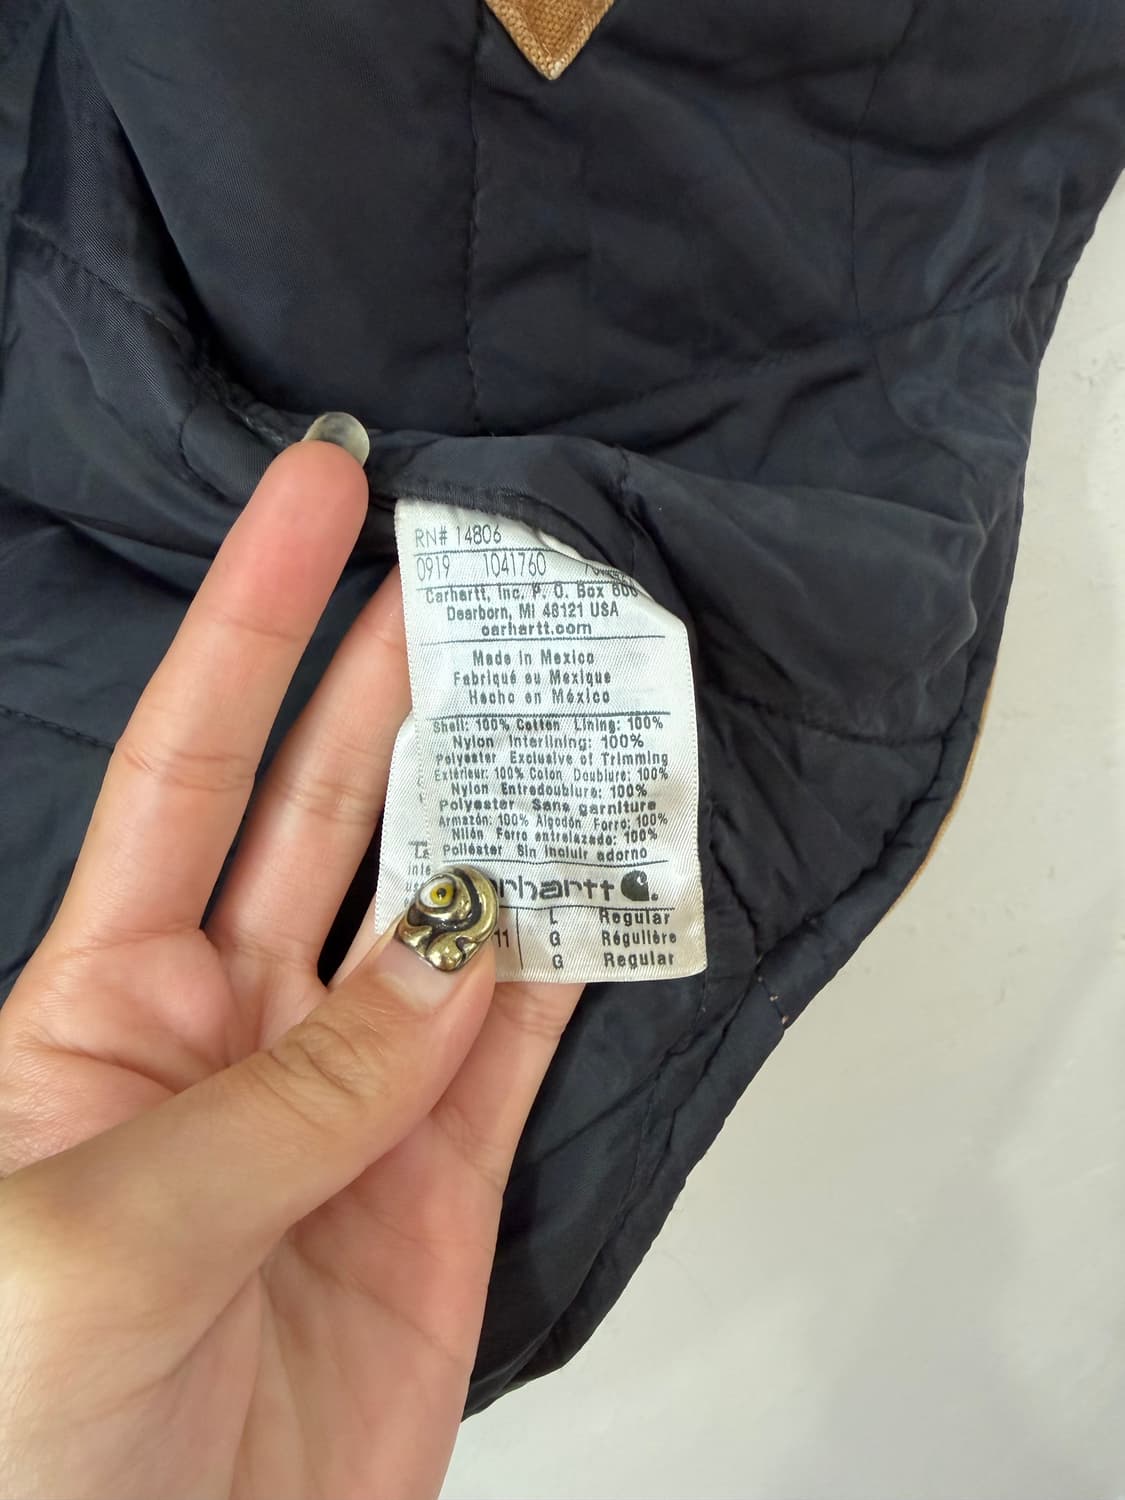 RN# 14806
0919 1041760
Carhartt, Inc. P. O. Box
Dearborn, MI 48121 USA
carhartt.com
Made in Mexico
Fabriqué au Mexique
Hecho en México
Shell: 100% Cotton Lining: 100%
Nylon Interlining: 100%
Polyester Exclusive of Trimming
Extérieur: 100% Coton Doublure: 100%
Nylon Entredoublure: 100%
Polyester Sans garniture
Armazón: 100% Algodón Forro: 100%
Nilón Forro entrelazado: 100%
Poliéster Sin incluir adorno
rhartt
L Regular
11 G Régulière
G Regular